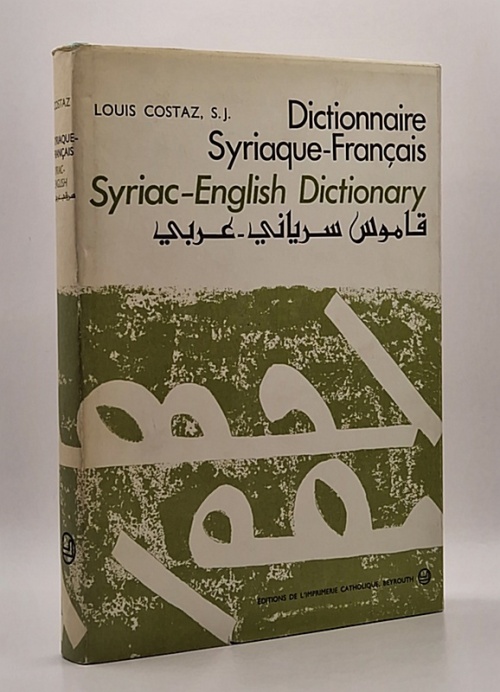 LOUIS COSTAZ, S.J.
Dictionnaire
Syriaque-Français
Syriac-English Dictionary
قاموس سرياني-عربي
EDITIONS DE L'IMPRIMERIE CATHOLIQUE, BEYROUTH